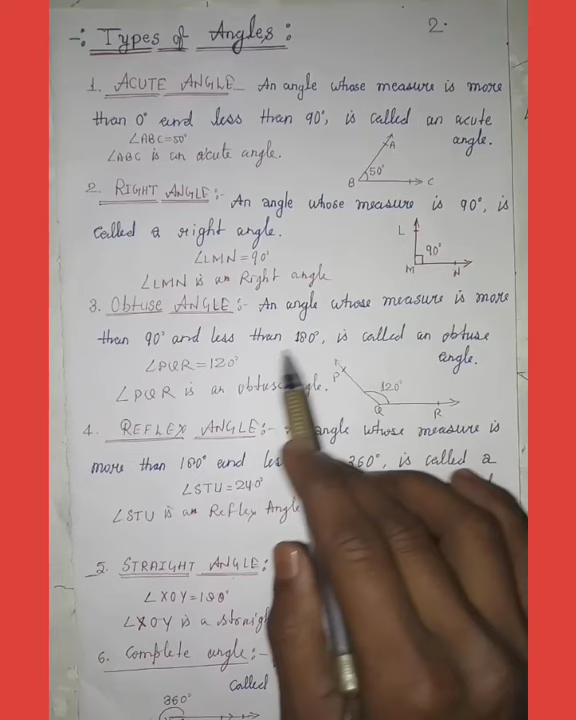 -: Types of Angles :
2.
1. ACUTE ANGLE_ An angle whose measure is more
than 0° and less than 90°, is called an acute
angle.
∠ABC=50°
∠ABC is an acute angle.
A
50°
B
C
2. RIGHT ANGLE:- An angle whose measure is 90°, is
called a right angle.
∠LMN=90°
∠LMN is an Right angle
L
90°
M
N
3. Obtuse ANGLE:- An angle whose measure is more
than 90° and less than 180°, is called an obtuse
angle.
∠PQR=120°
∠PQR is an obtuse
P
120°
Q
R
4. REFLEX ANGLE:- angle whose measure is
more than 180° and 360°, is called a
∠STU=240°
∠STU is an Reflex Angle
5. STRAIGHT ANGLE:
∠XOY=180°
∠XOY is a
6. Complete angle:-
called
360°